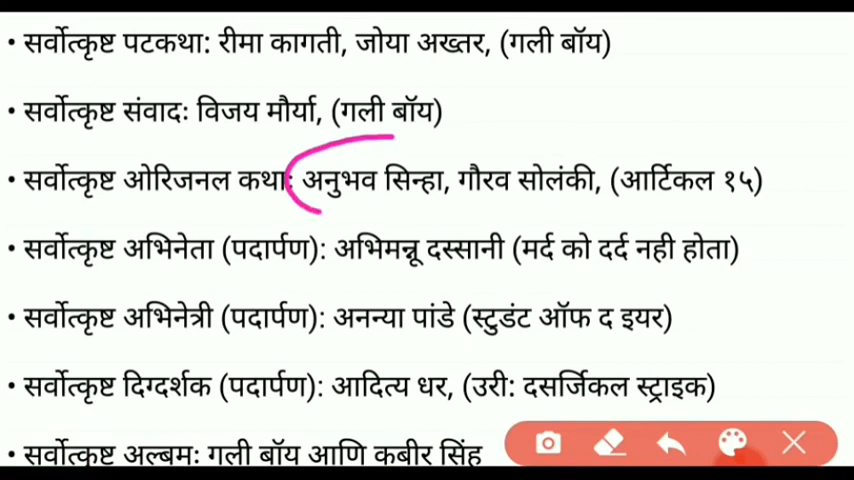 • सर्वोत्कृष्ट पटकथा: रीमा कागती, जोया अख्तर, (गली बॉय)
• सर्वोत्कृष्ट संवाद: विजय मौर्या, (गली बॉय)
• सर्वोत्कृष्ट ओरिजनल कथा: अनुभव सिन्हा, गौरव सोलंकी, (आर्टिकल १५)
• सर्वोत्कृष्ट अभिनेता (पदार्पण): अभिमन्नू दस्सानी (मर्द को दर्द नही होता)
• सर्वोत्कृष्ट अभिनेत्री (पदार्पण): अनन्या पांडे (स्टुडंट ऑफ द इयर)
• सर्वोत्कृष्ट दिग्दर्शक (पदार्पण): आदित्य धर, (उरी: दसर्जिकल स्ट्राइक)
• सर्वोत्कृष्ट अल्बम: गली बॉय आणि कबीर सिंह